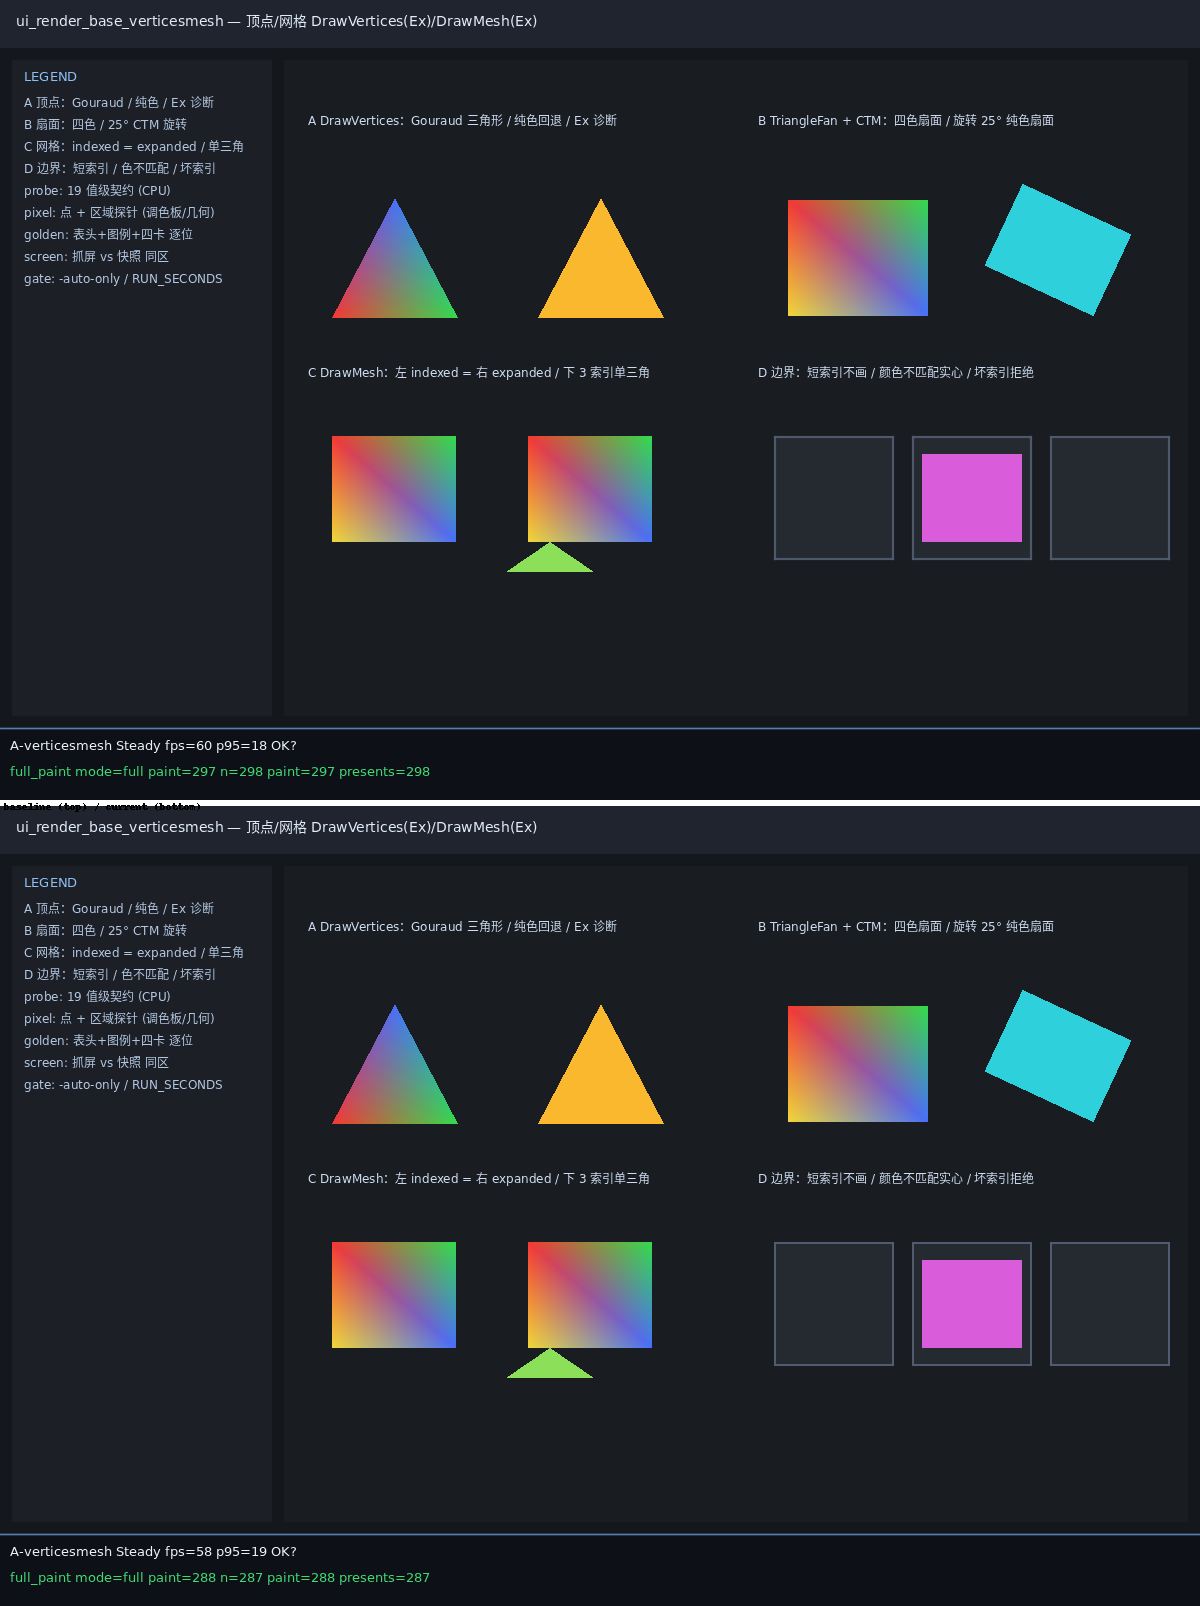 ui_render_base_verticesmesh — 顶点/网格 DrawVertices(Ex)/DrawMesh(Ex)
LEGEND
A 顶点：Gouraud / 纯色 / Ex 诊断
B 扇面：四色 / 25° CTM 旋转
C 网格：indexed = expanded / 单三角
D 边界：短索引 / 色不匹配 / 坏索引
probe: 19 值级契约 (CPU)
pixel: 点 + 区域探针 (调色板/几何)
golden: 表头+图例+四卡 逐位
screen: 抓屏 vs 快照 同区
gate: -auto-only / RUN_SECONDS
A DrawVertices：Gouraud 三角形 / 纯色回退 / Ex 诊断
B TriangleFan + CTM：四色扇面 / 旋转 25° 纯色扇面
C DrawMesh：左 indexed = 右 expanded / 下 3 索引单三角
D 边界：短索引不画 / 颜色不匹配实心 / 坏索引拒绝
A-verticesmesh Steady fps=60 p95=18 OK?
full_paint mode=full paint=297 n=298 paint=297 presents=298
baseline (top) / current (bottom)
ui_render_base_verticesmesh — 顶点/网格 DrawVertices(Ex)/DrawMesh(Ex)
LEGEND
A 顶点：Gouraud / 纯色 / Ex 诊断
B 扇面：四色 / 25° CTM 旋转
C 网格：indexed = expanded / 单三角
D 边界：短索引 / 色不匹配 / 坏索引
probe: 19 值级契约 (CPU)
pixel: 点 + 区域探针 (调色板/几何)
golden: 表头+图例+四卡 逐位
screen: 抓屏 vs 快照 同区
gate: -auto-only / RUN_SECONDS
A DrawVertices：Gouraud 三角形 / 纯色回退 / Ex 诊断
B TriangleFan + CTM：四色扇面 / 旋转 25° 纯色扇面
C DrawMesh：左 indexed = 右 expanded / 下 3 索引单三角
D 边界：短索引不画 / 颜色不匹配实心 / 坏索引拒绝
A-verticesmesh Steady fps=58 p95=19 OK?
full_paint mode=full paint=288 n=287 paint=288 presents=287